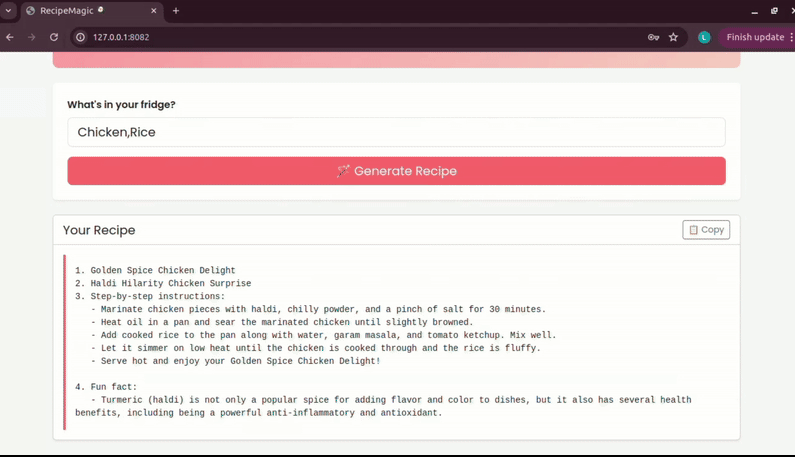 RecipeMagic
127.0.0.1:8082
L
Finish update
What's in your fridge?
Chicken,Rice
Generate Recipe
Your Recipe
Copy
1. Golden Spice Chicken Delight
2. Haldi Hilarity Chicken Surprise
3. Step-by-step instructions:
- Marinate chicken pieces with haldi, chilly powder, and a pinch of salt for 30 minutes.
- Heat oil in a pan and sear the marinated chicken until slightly browned.
- Add cooked rice to the pan along with water, garam masala, and tomato ketchup. Mix well.
- Let it simmer on low heat until the chicken is cooked through and the rice is fluffy.
- Serve hot and enjoy your Golden Spice Chicken Delight!
4. Fun fact:
- Turmeric (haldi) is not only a popular spice for adding flavor and color to dishes, but it also has several health
benefits, including being a powerful anti-inflammatory and antioxidant.